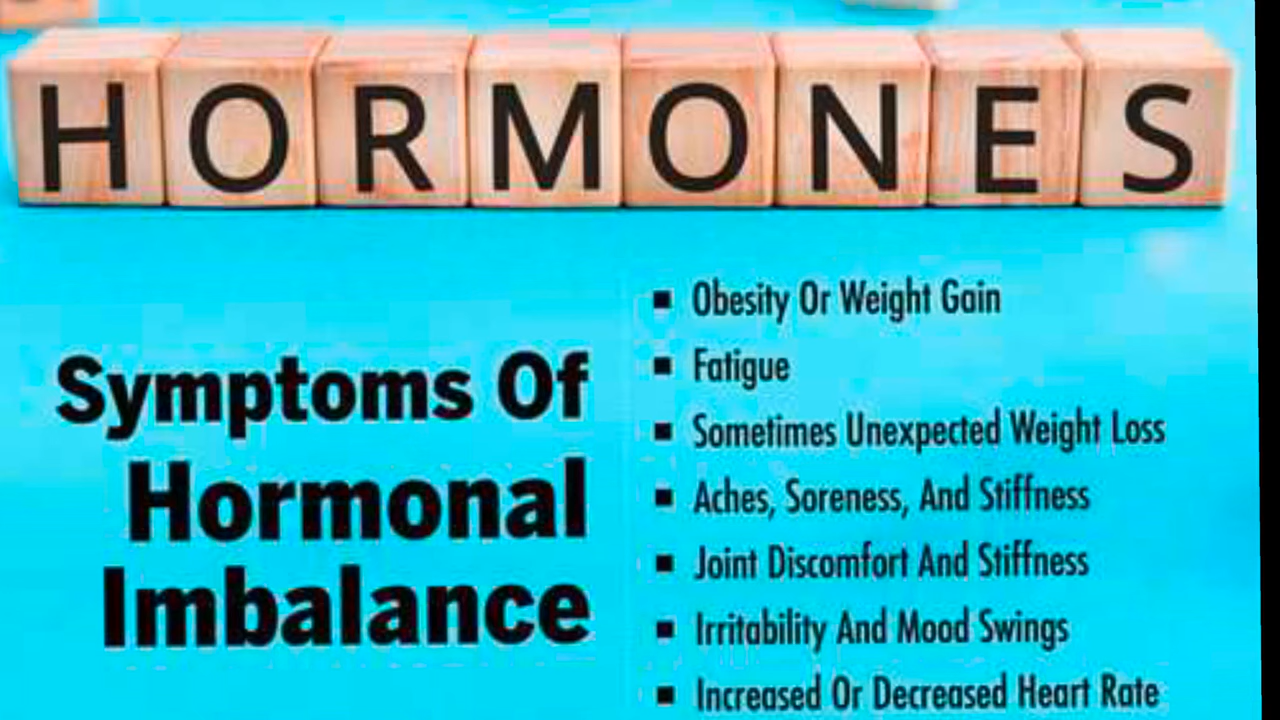 HORMONES
Symptoms Of
Hormonal
Imbalance
▪ Obesity Or Weight Gain
▪ Fatigue
▪ Sometimes Unexpected Weight Loss
▪ Aches, Soreness, And Stiffness
▪ Joint Discomfort And Stiffness
▪ Irritability And Mood Swings
▪ Increased Or Decreased Heart Rate